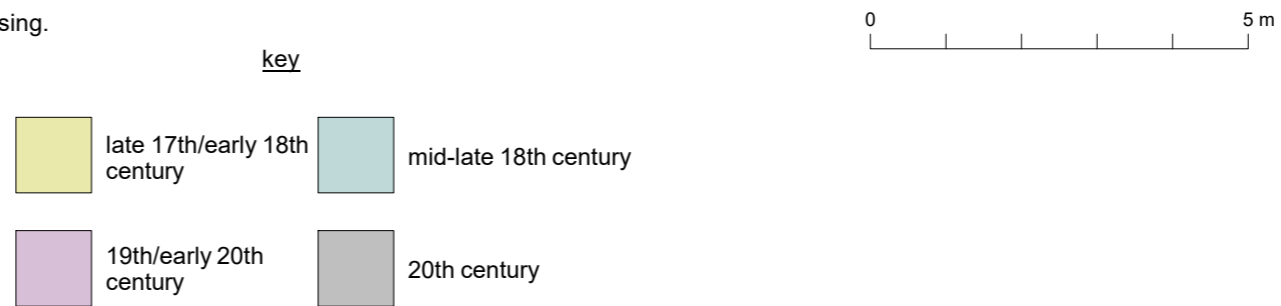 sing.
0 5 m
key
late 17th/early 18th
century
mid-late 18th century
19th/early 20th
century
20th century